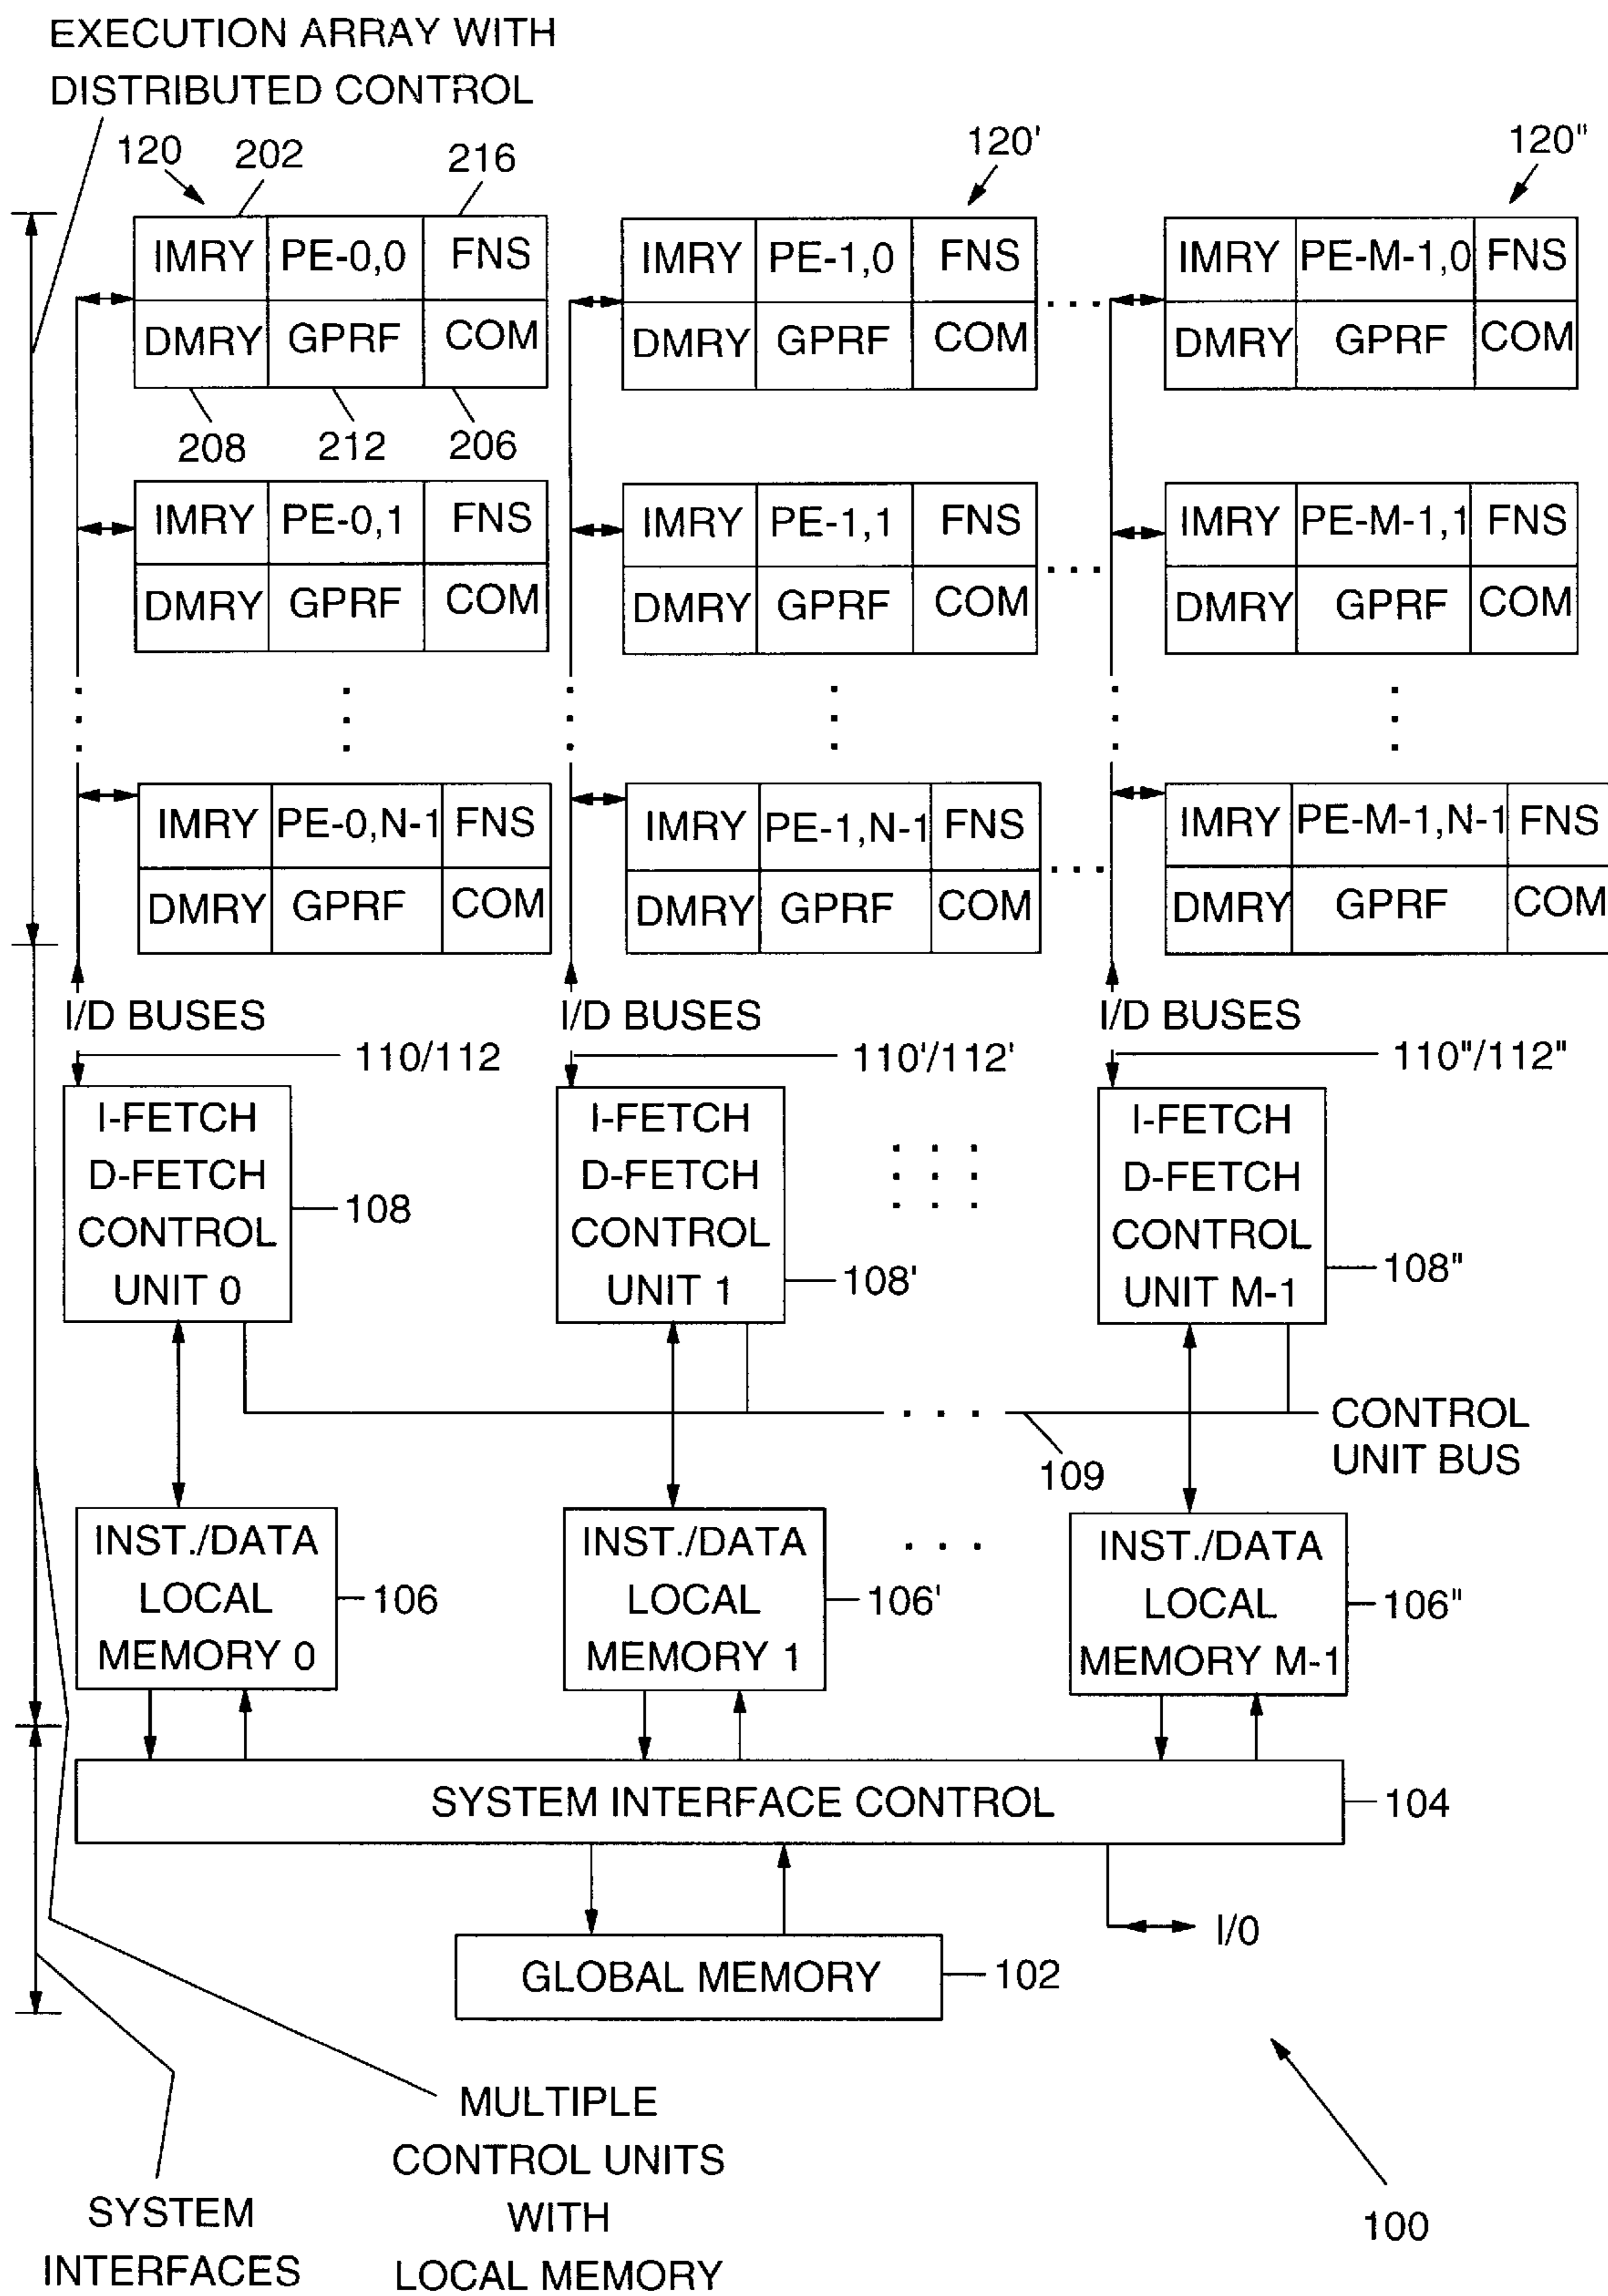 EXECUTION ARRAY WITH
DISTRIBUTED CONTROL
120 202 216 120' 120"
IMRY PE-0,0 FNS IMRY PE-1,0 FNS IMRY PE-M-1,0 FNS
DMRY GPRF COM DMRY GPRF COM DMRY GPRF COM
208 212 206
IMRY PE-0,1 FNS IMRY PE-1,1 FNS IMRY PE-M-1,1 FNS
DMRY GPRF COM DMRY GPRF COM DMRY GPRF COM
IMRY PE-0,N-1 FNS IMRY PE-1,N-1 FNS IMRY PE-M-1,N-1 FNS
DMRY GPRF COM DMRY GPRF COM DMRY GPRF COM
I/D BUSES I/D BUSES I/D BUSES
110/112 110'/112' 110"/112"
I-FETCH
D-FETCH
CONTROL
UNIT 0
108
I-FETCH
D-FETCH
CONTROL
UNIT 1
108'
I-FETCH
D-FETCH
CONTROL
UNIT M-1
108"
CONTROL
UNIT BUS
109
INST./DATA
LOCAL
MEMORY 0
106
INST./DATA
LOCAL
MEMORY 1
106'
INST./DATA
LOCAL
MEMORY M-1
106"
SYSTEM INTERFACE CONTROL
104
I/0
GLOBAL MEMORY
102
MULTIPLE
CONTROL UNITS
WITH
LOCAL MEMORY
SYSTEM
INTERFACES
100